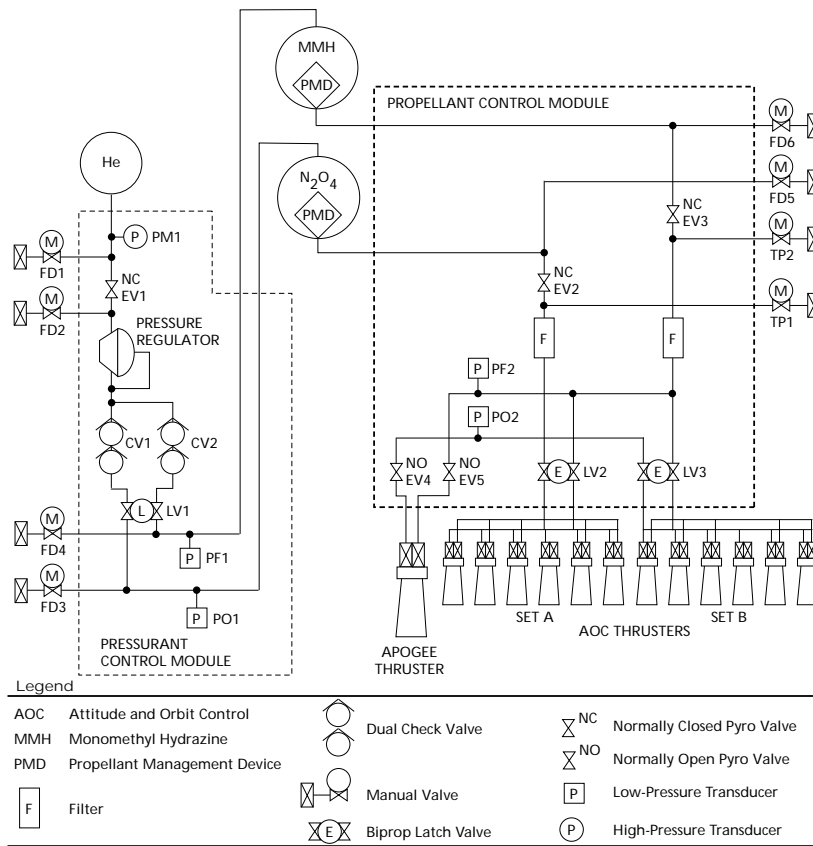 MMH
PMD
PROPELLANT CONTROL MODULE
M
FD6
He
N2O4
PMD
M
FD5
NC
EV3
P PM1
M
FD1
M
TP2
NC
EV1
NC
EV2
M
FD2
M
TP1
PRESSURE
REGULATOR
F
F
P PF2
P PO2
CV1
CV2
NO
EV4
NO
EV5
E LV2
E LV3
L LV1
M
FD4
P PF1
M
FD3
P PO1
SET A
SET B
AOC THRUSTERS
APOGEE
THRUSTER
PRESSURANT
CONTROL MODULE
Legend
AOC Attitude and Orbit Control
MMH Monomethyl Hydrazine
PMD Propellant Management Device
F Filter
Dual Check Valve
Manual Valve
E Biprop Latch Valve
NC Normally Closed Pyro Valve
NO Normally Open Pyro Valve
P Low-Pressure Transducer
P High-Pressure Transducer